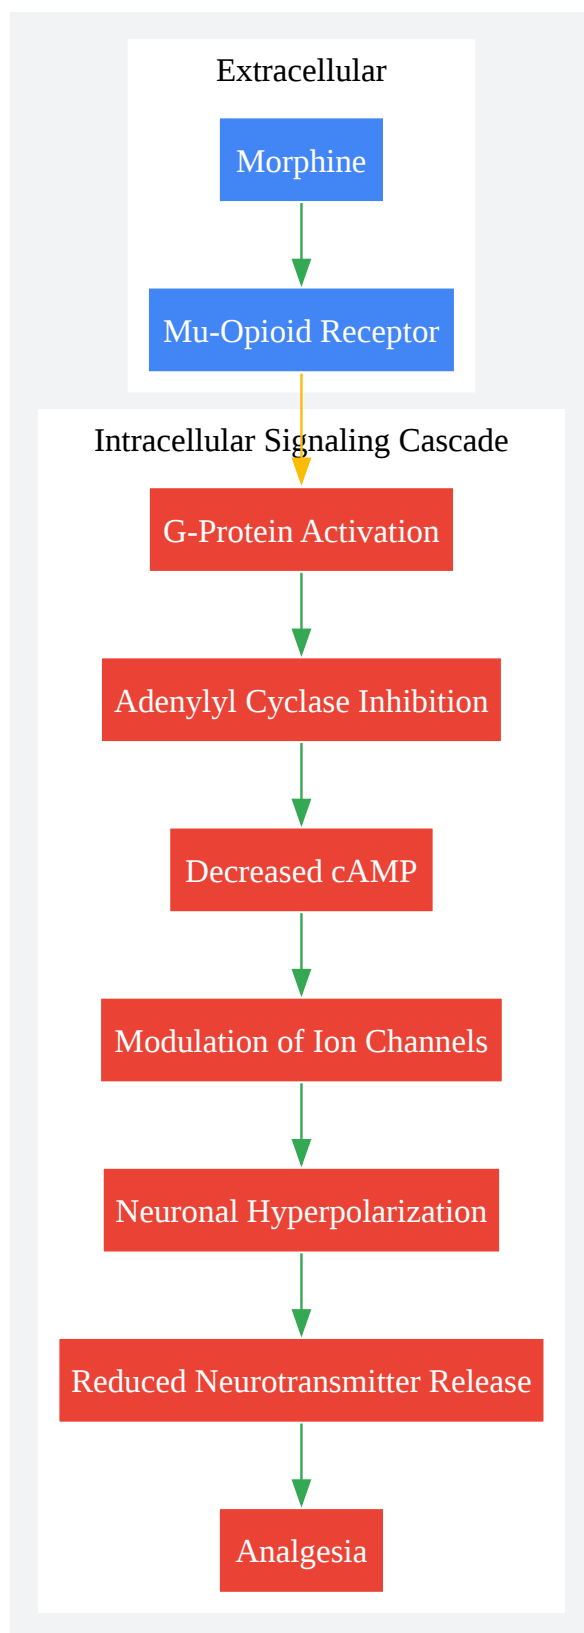 Extracellular
Morphine
Mu-Opioid Receptor
Intracellular Signaling Cascade
G-Protein Activation
Adenylyl Cyclase Inhibition
Decreased cAMP
Modulation of Ion Channels
Neuronal Hyperpolarization
Reduced Neurotransmitter Release
Analgesia